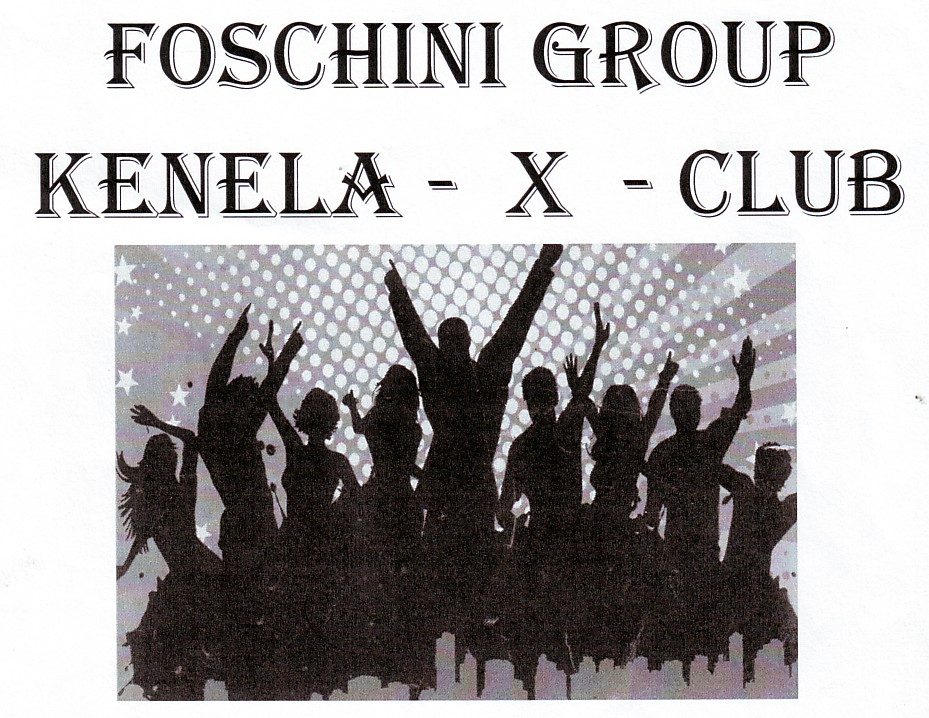 FOSCHINI GROUP
KENELA - X - CLUB